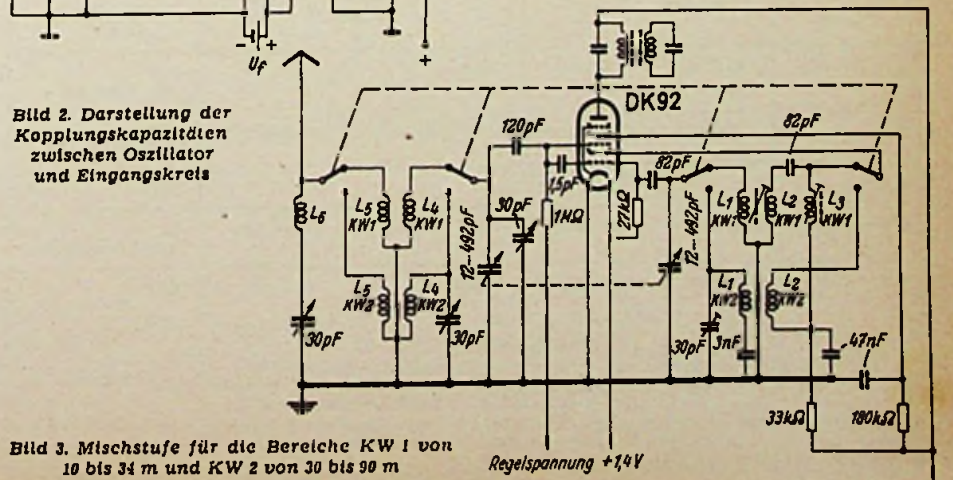 - +
U_f
+
Bild 2. Darstellung der
Kopplungskapazitäten
zwischen Oszillator
und Eingangskreis
DK92
120pF
82pF
82pF
1,5pF
30pF
1MΩ
27kΩ
12--492pF
12--492pF
L6
L5
KW1
L4
KW1
L1
KW1
L2
KW1
L3
KW1
L5
KW2
L4
KW2
L1
KW2
L2
KW2
30pF
30pF
30pF
3nF
47nF
33kΩ
180kΩ
Bild 3. Mischstufe für die Bereiche KW 1 von
10 bis 34 m und KW 2 von 30 bis 90 m
Regelspannung +1,4V